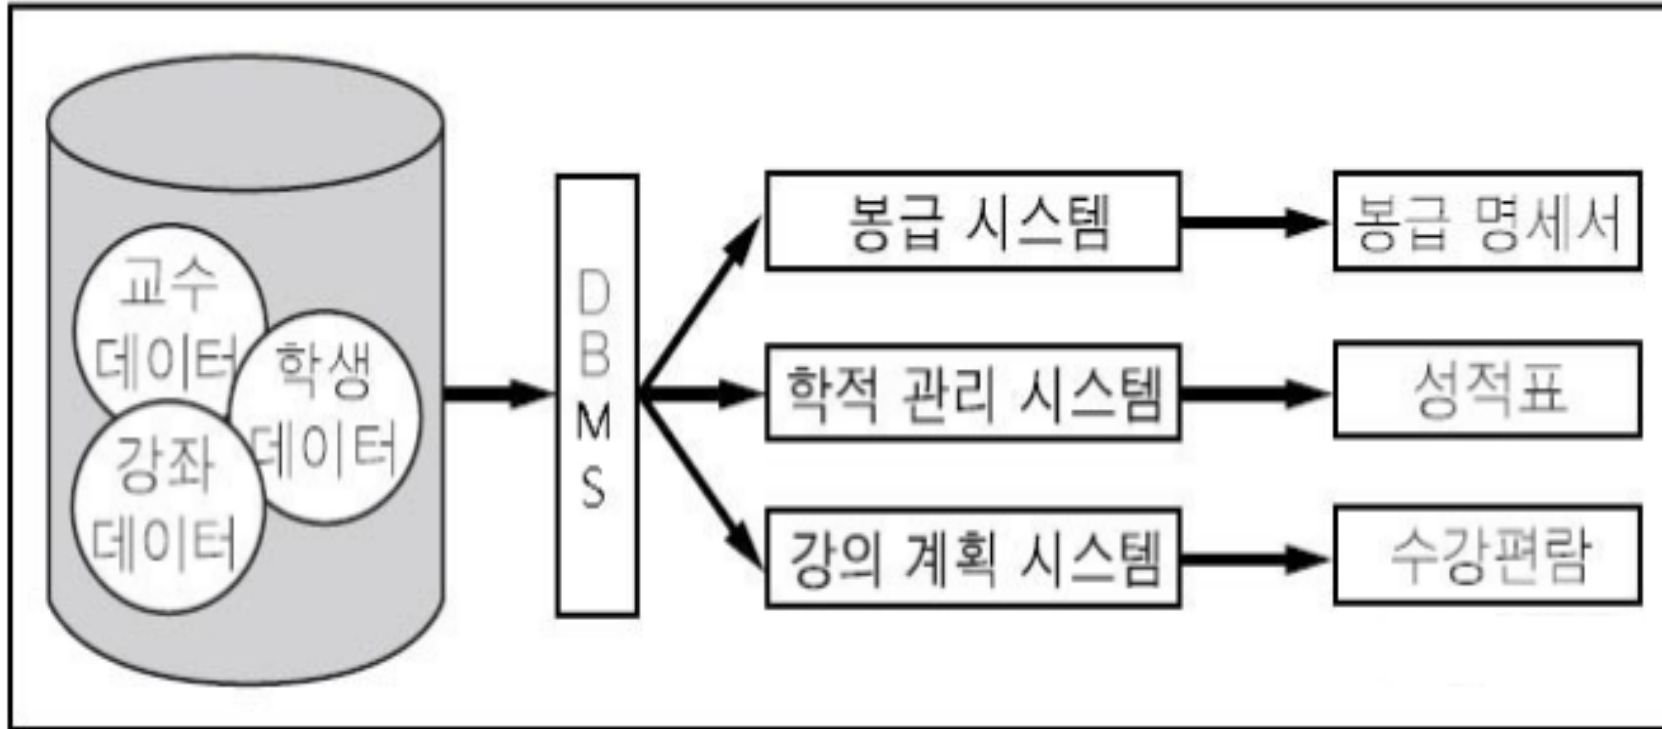 교수
데이터
학생
데이터
강좌
데이터
D
B
M
S
봉급 시스템
봉급 명세서
학적 관리 시스템
성적표
강의 계획 시스템
수강편람